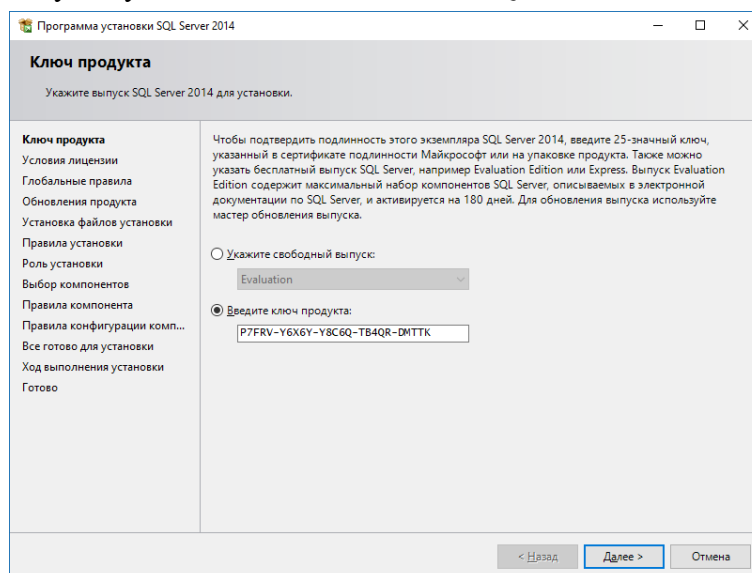 Программа установки SQL Server 2014
Ключ продукта
Укажите выпуск SQL Server 2014 для установки.
Ключ продукта
Условия лицензии
Глобальные правила
Обновления продукта
Установка файлов установки
Правила установки
Роль установки
Выбор компонентов
Правила компонента
Правила конфигурации комп...
Все готово для установки
Ход выполнения установки
Готово
Чтобы подтвердить подлинность этого экземпляра SQL Server 2014, введите 25-значный ключ,
указанный в сертификате подлинности Майкрософт или на упаковке продукта. Также можно
указать бесплатный выпуск SQL Server, например Evaluation Edition или Express. Выпуск Evaluation
Edition содержит максимальный набор компонентов SQL Server, описываемых в электронной
документации по SQL Server, и активируется на 180 дней. Для обновления выпуска используйте
мастер обновления выпуска.
Укажите свободный выпуск:
Evaluation
Введите ключ продукта:
P7FRV-Y6X6Y-Y8C6Q-TB4QR-DMTTK
< Назад
Далее >
Отмена